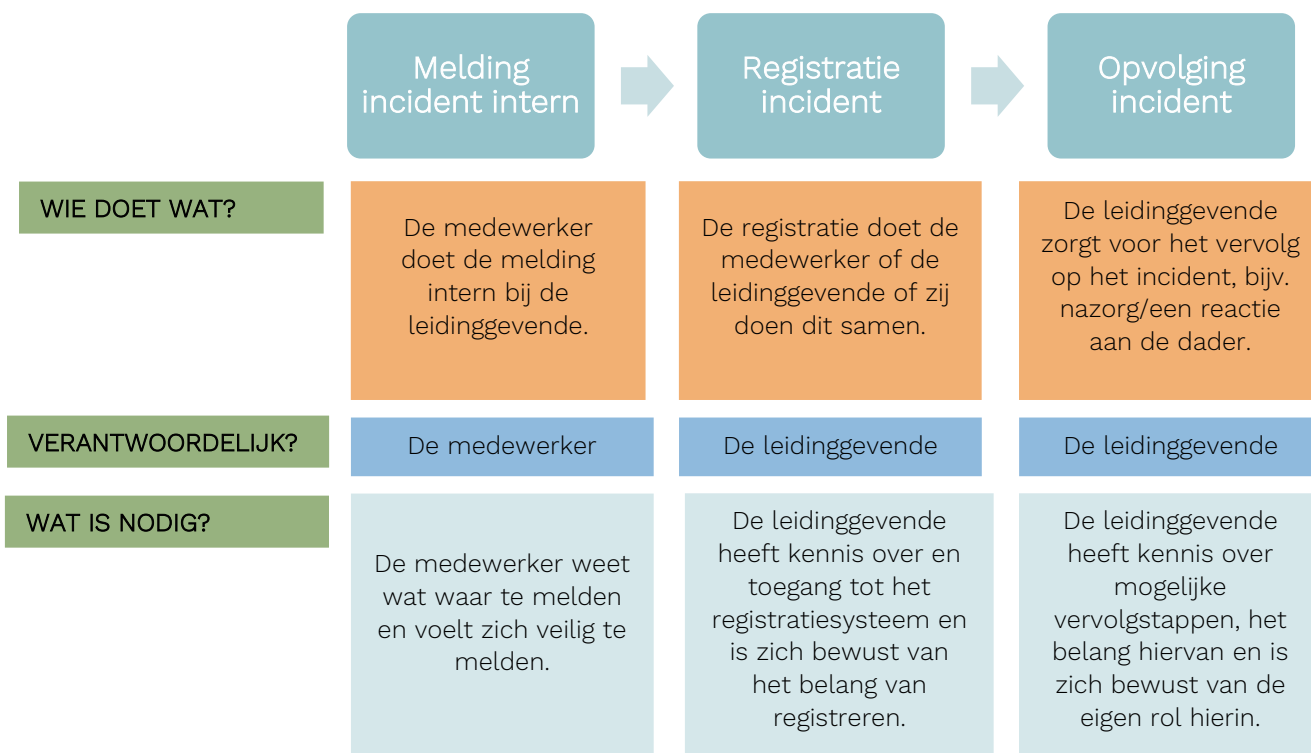 Melding
incident intern
Registratie
incident
Opvolging
incident
WIE DOET WAT?
De medewerker
doet de melding
intern bij de
leidinggevende.
De registratie doet de
medewerker of de
leidinggevende of zij
doen dit samen.
De leidinggevende
zorgt voor het vervolg
op het incident, bijv.
nazorg/een reactie
aan de dader.
VERANTWOORDELIJK?
De medewerker
De leidinggevende
De leidinggevende
WAT IS NODIG?
De medewerker weet
wat waar te melden
en voelt zich veilig te
melden.
De leidinggevende
heeft kennis over en
toegang tot het
registratiesysteem en
is zich bewust van
het belang van
registreren.
De leidinggevende
heeft kennis over
mogelijke
vervolgstappen, het
belang hiervan en is
zich bewust van de
eigen rol hierin.